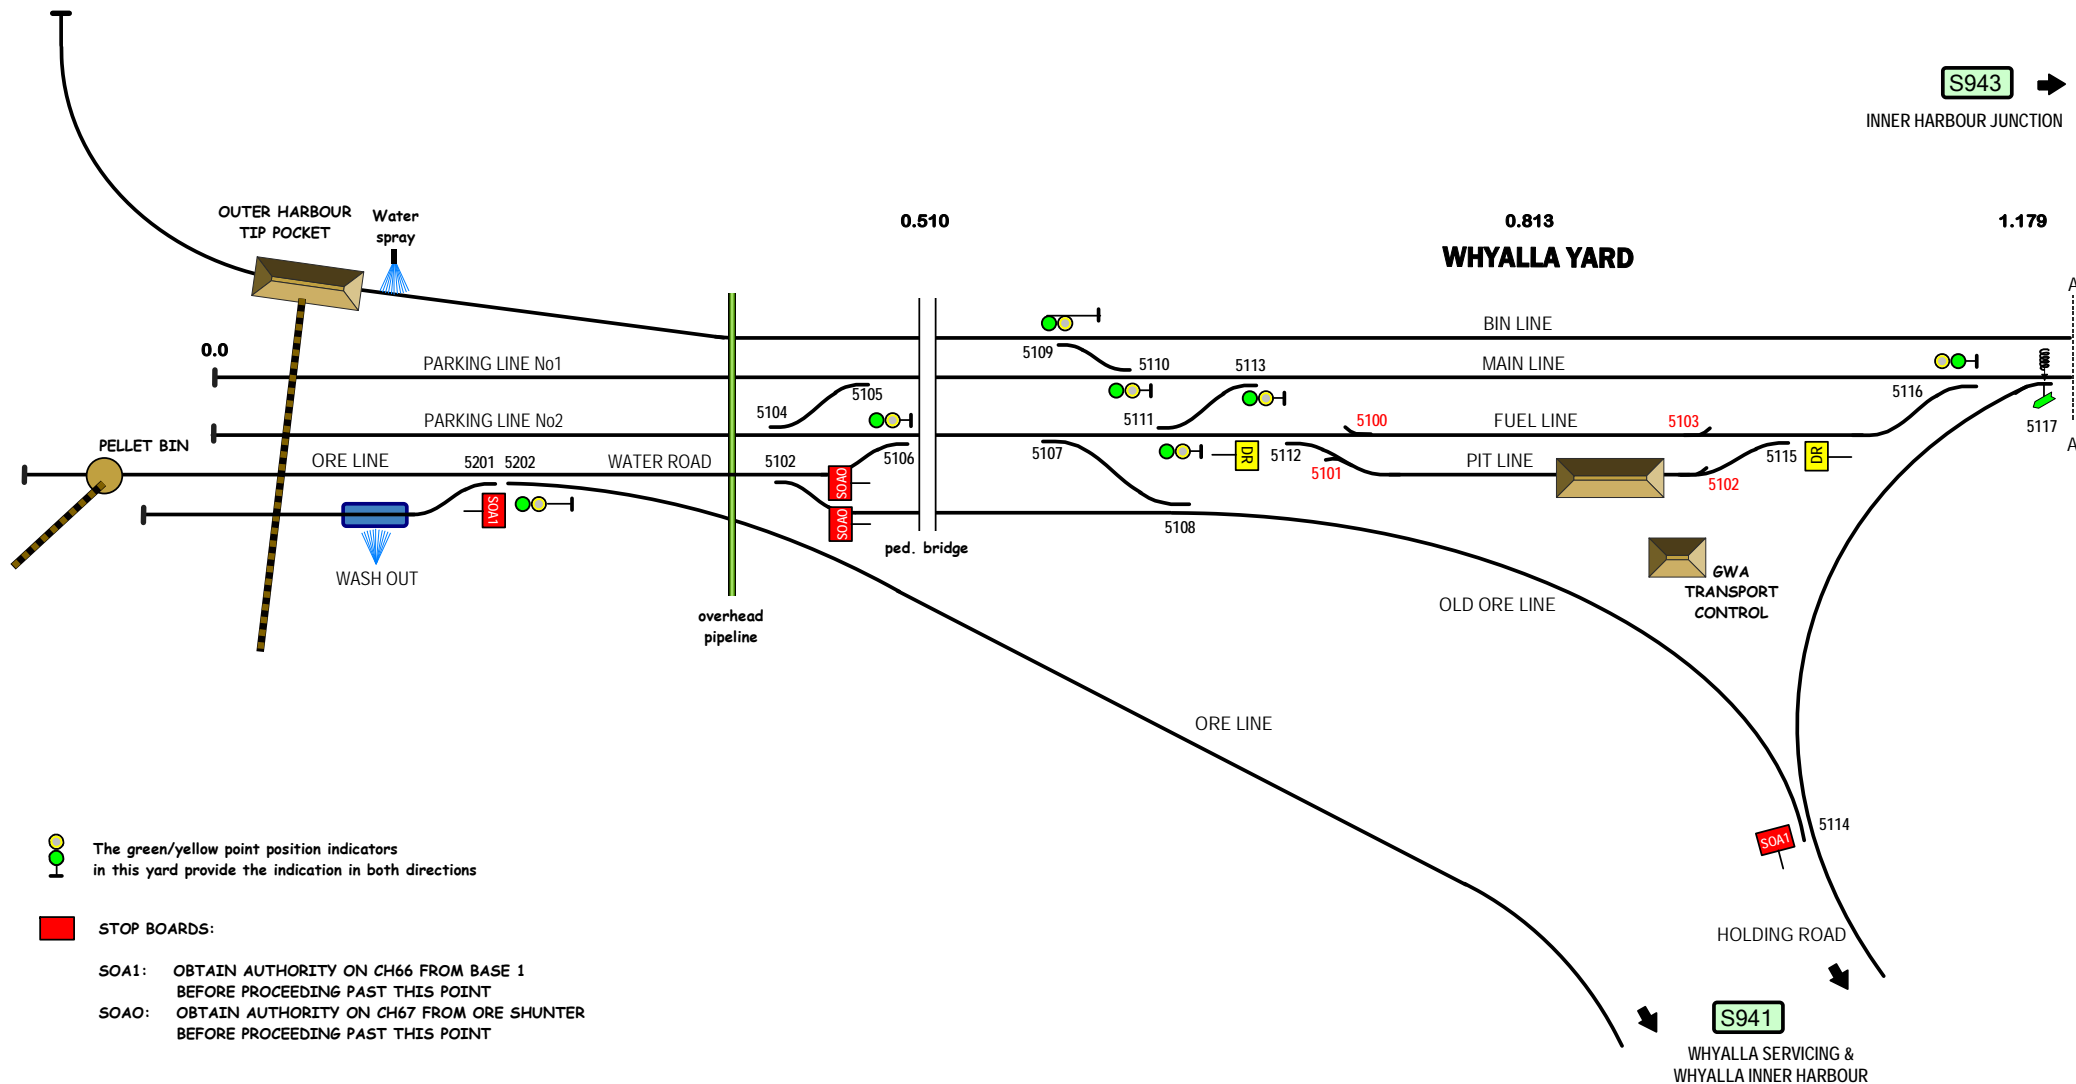 S943
INNER HARBOUR JUNCTION
OUTER HARBOUR
TIP POCKET
Water
spray
0.510
0.813
1.179
WHYALLA YARD
A
BIN LINE
0.0
PARKING LINE No1
5109
5110
5113
MAIN LINE
5116
5104
5105
PARKING LINE No2
5111
5100
FUEL LINE
5103
5117
A
PELLET BIN
ORE LINE
5201
5202
WATER ROAD
5102
5106
5107
DR
5112
5101
PIT LINE
5115
DR
5102
SOAO
SOA1
SOAO
5108
ped. bridge
WASH OUT
GWA
TRANSPORT
CONTROL
OLD ORE LINE
overhead
pipeline
ORE LINE
5114
SOA1
The green/yellow point position indicators
in this yard provide the indication in both directions
STOP BOARDS:
HOLDING ROAD
SOA1: OBTAIN AUTHORITY ON CH66 FROM BASE 1
BEFORE PROCEEDING PAST THIS POINT
SOAO: OBTAIN AUTHORITY ON CH67 FROM ORE SHUNTER
BEFORE PROCEEDING PAST THIS POINT
S941
WHYALLA SERVICING &
WHYALLA INNER HARBOUR